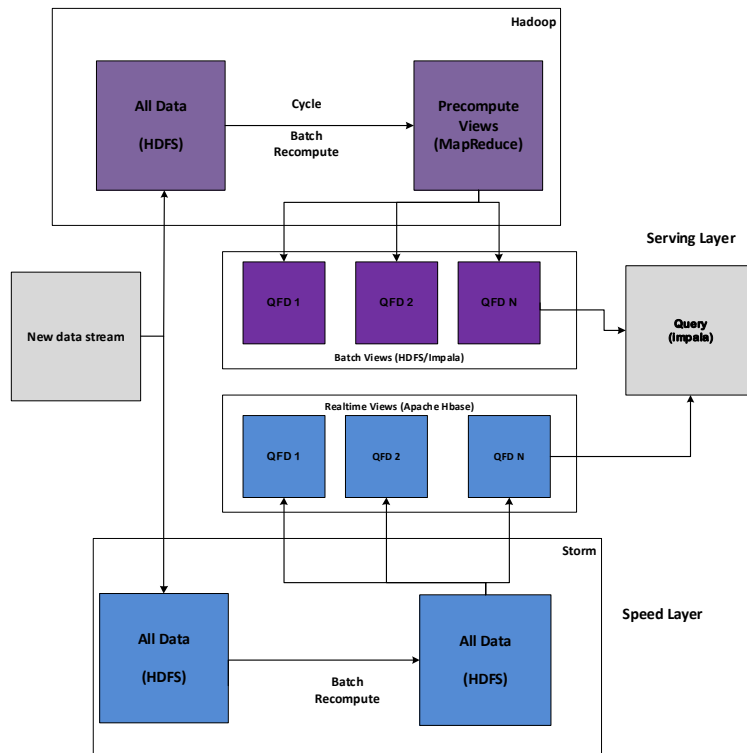 Hadoop
All Data
(HDFS)
Cycle
Batch
Recompute
Precompute
Views
(MapReduce)
Serving Layer
QFD 1
QFD 2
QFD N
Batch Views (HDFS/Impala)
New data stream
Query
(impala)
Realtime Views (Apache Hbase)
QFD 1
QFD 2
QFD N
Storm
Speed Layer
All Data
(HDFS)
Batch
Recompute
All Data
(HDFS)